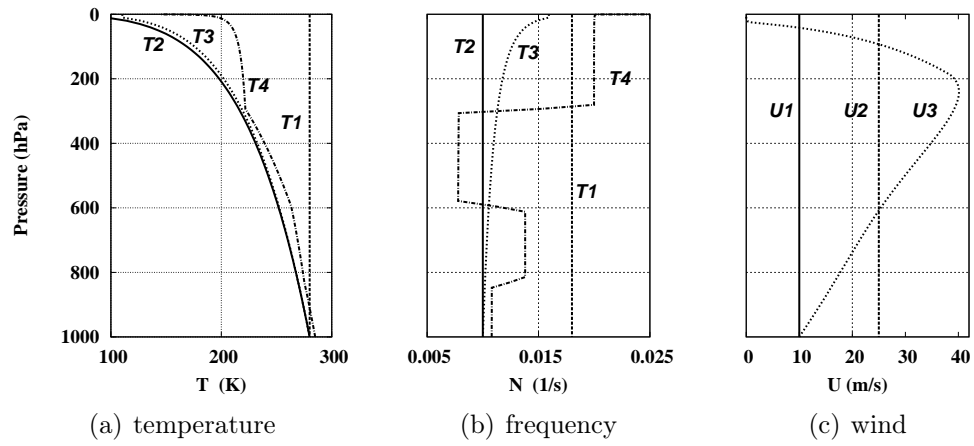 Pressure (hPa)
0
200
400
600
800
1000
100
200
300
T (K)
T2
T3
T4
T1
(a) temperature
0.005
0.015
0.025
N (1/s)
T2
T3
T4
T1
(b) frequency
0
10
20
30
40
U (m/s)
U1
U2
U3
(c) wind